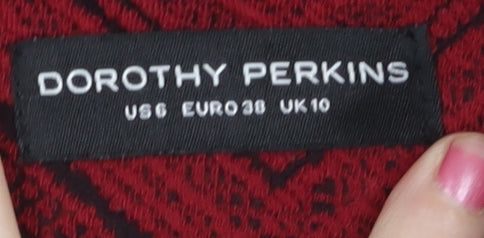 DOROTHY PERKINS
US6 EURO38 UK10